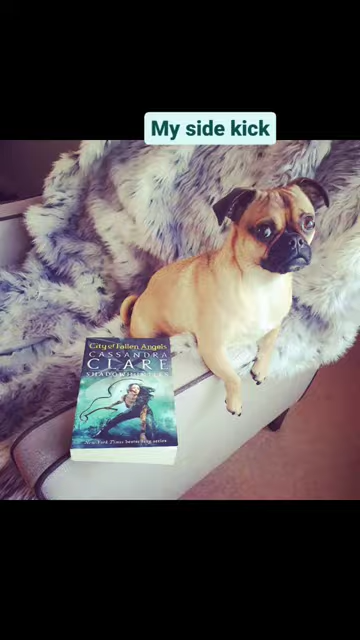 My side kick
City of Fallen Angels
CASSANDRA
CLARE
SHADOWHUNTERS
New York Times bestselling series